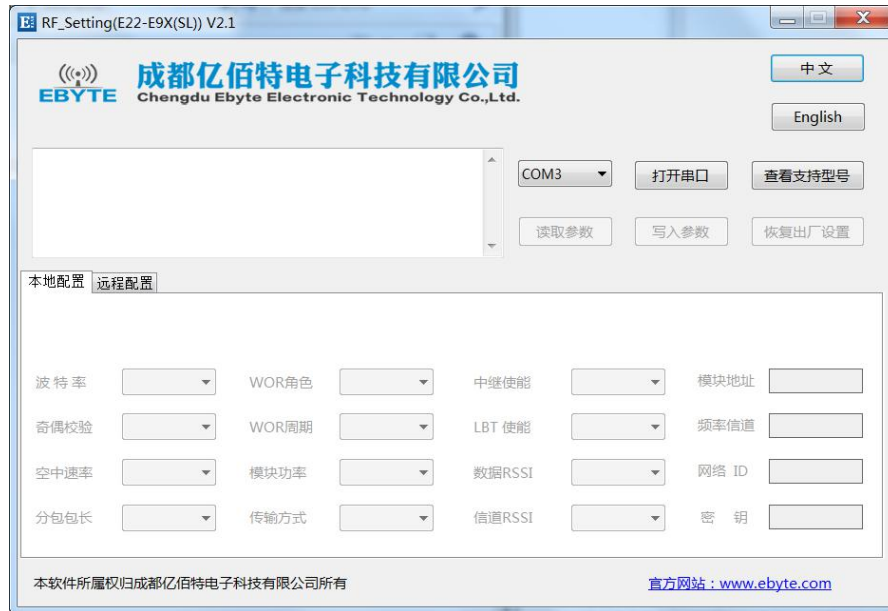 RF_Setting(E22-E9X(SL)) V2.1
EBYTE
成都亿佰特电子科技有限公司
Chengdu Ebyte Electronic Technology Co.,Ltd.
中文
English
COM3 打开串口 查看支持型号
读取参数 写入参数 恢复出厂设置
本地配置 远程配置
波特率 WOR角色 中继使能 模块地址
奇偶校验 WOR周期 LBT 使能 频率信道
空中速率 模块功率 数据RSSI 网络 ID
分包包长 传输方式 信道RSSI 密 钥
本软件所属权归成都亿佰特电子科技有限公司所有 官方网站：www.ebyte.com